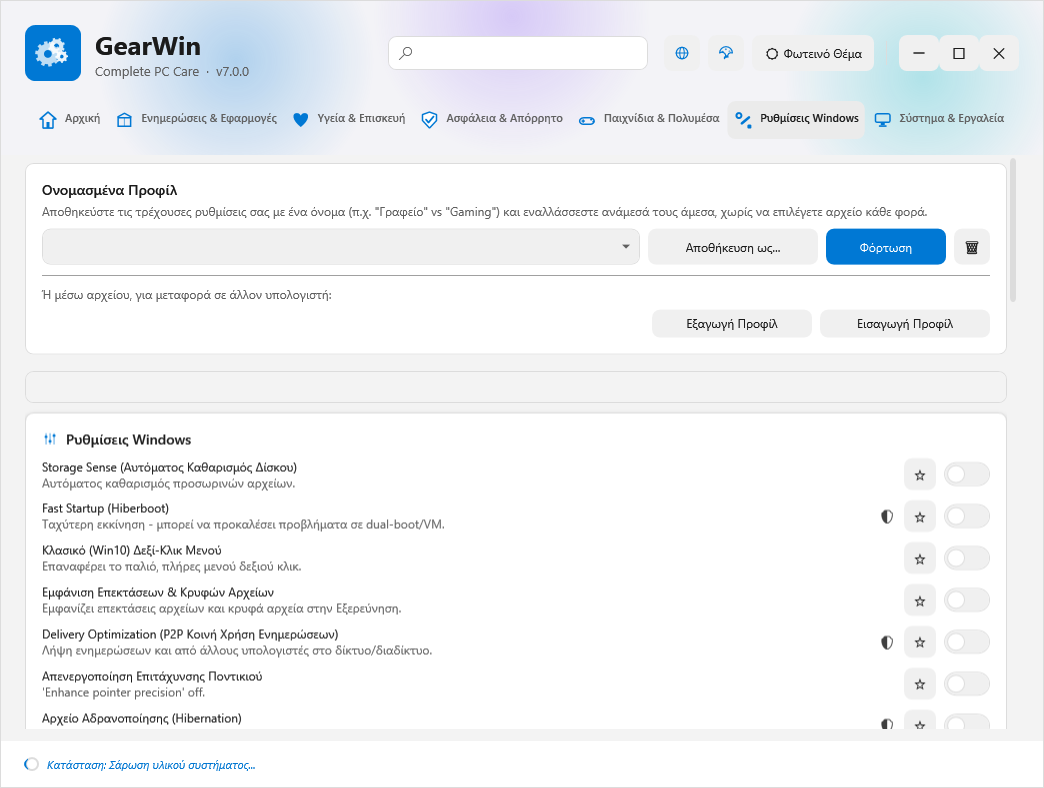 GearWin
Complete PC Care · v7.0.0
Φωτεινό Θέμα
Αρχική
Ενημερώσεις & Εφαρμογές
Υγεία & Επισκευή
Ασφάλεια & Απόρρητο
Παιχνίδια & Πολυμέσα
Ρυθμίσεις Windows
Σύστημα & Εργαλεία
Ονομασμένα Προφίλ
Αποθηκεύστε τις τρέχουσες ρυθμίσεις σας με ένα όνομα (π.χ. "Γραφείο" vs "Gaming") και εναλλάσσεστε ανάμεσά τους άμεσα, χωρίς να επιλέγετε αρχείο κάθε φορά.
Αποθήκευση ως...
Φόρτωση
Ή μέσω αρχείου, για μεταφορά σε άλλον υπολογιστή:
Εξαγωγή Προφίλ
Εισαγωγή Προφίλ
Ρυθμίσεις Windows
Storage Sense (Αυτόματος Καθαρισμός Δίσκου)
Αυτόματος καθαρισμός προσωρινών αρχείων.
Fast Startup (Hiberboot)
Ταχύτερη εκκίνηση - μπορεί να προκαλέσει προβλήματα σε dual-boot/VM.
Κλασικό (Win10) Δεξί-Κλικ Μενού
Επαναφέρει το παλιό, πλήρες μενού δεξιού κλικ.
Εμφάνιση Επεκτάσεων & Κρυφών Αρχείων
Εμφανίζει επεκτάσεις αρχείων και κρυφά αρχεία στην Εξερεύνηση.
Delivery Optimization (P2P Κοινή Χρήση Ενημερώσεων)
Λήψη ενημερώσεων και από άλλους υπολογιστές στο δίκτυο/διαδίκτυο.
Απενεργοποίηση Επιτάχυνσης Ποντικιού
'Enhance pointer precision' off.
Αρχείο Αδρανοποίησης (Hibernation)
Κατάσταση: Σάρωση υλικού συστήματος...